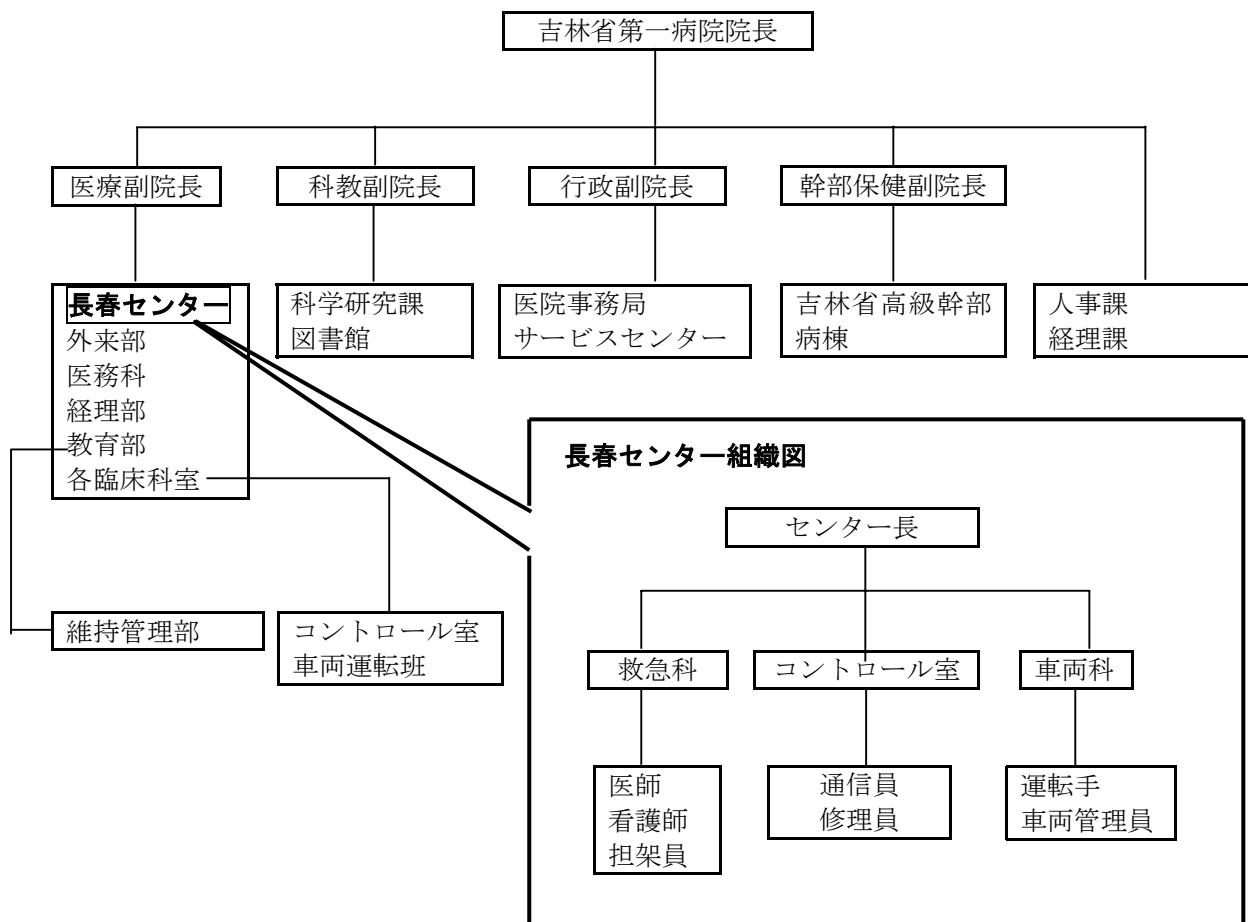 吉林省第一病院院長
医療副院長
科教副院長
行政副院長
幹部保健副院長
長春センター
外来部
医務科
経理部
教育部
各臨床科室
科学研究課
図書館
医院事務局
サービスセンター
吉林省高級幹部
病棟
人事課
経理課
維持管理部
コントロール室
車両運転班
長春センター組織図
センター長
救急科
コントロール室
車両科
医師
看護師
担架員
通信員
修理員
運転手
車両管理員